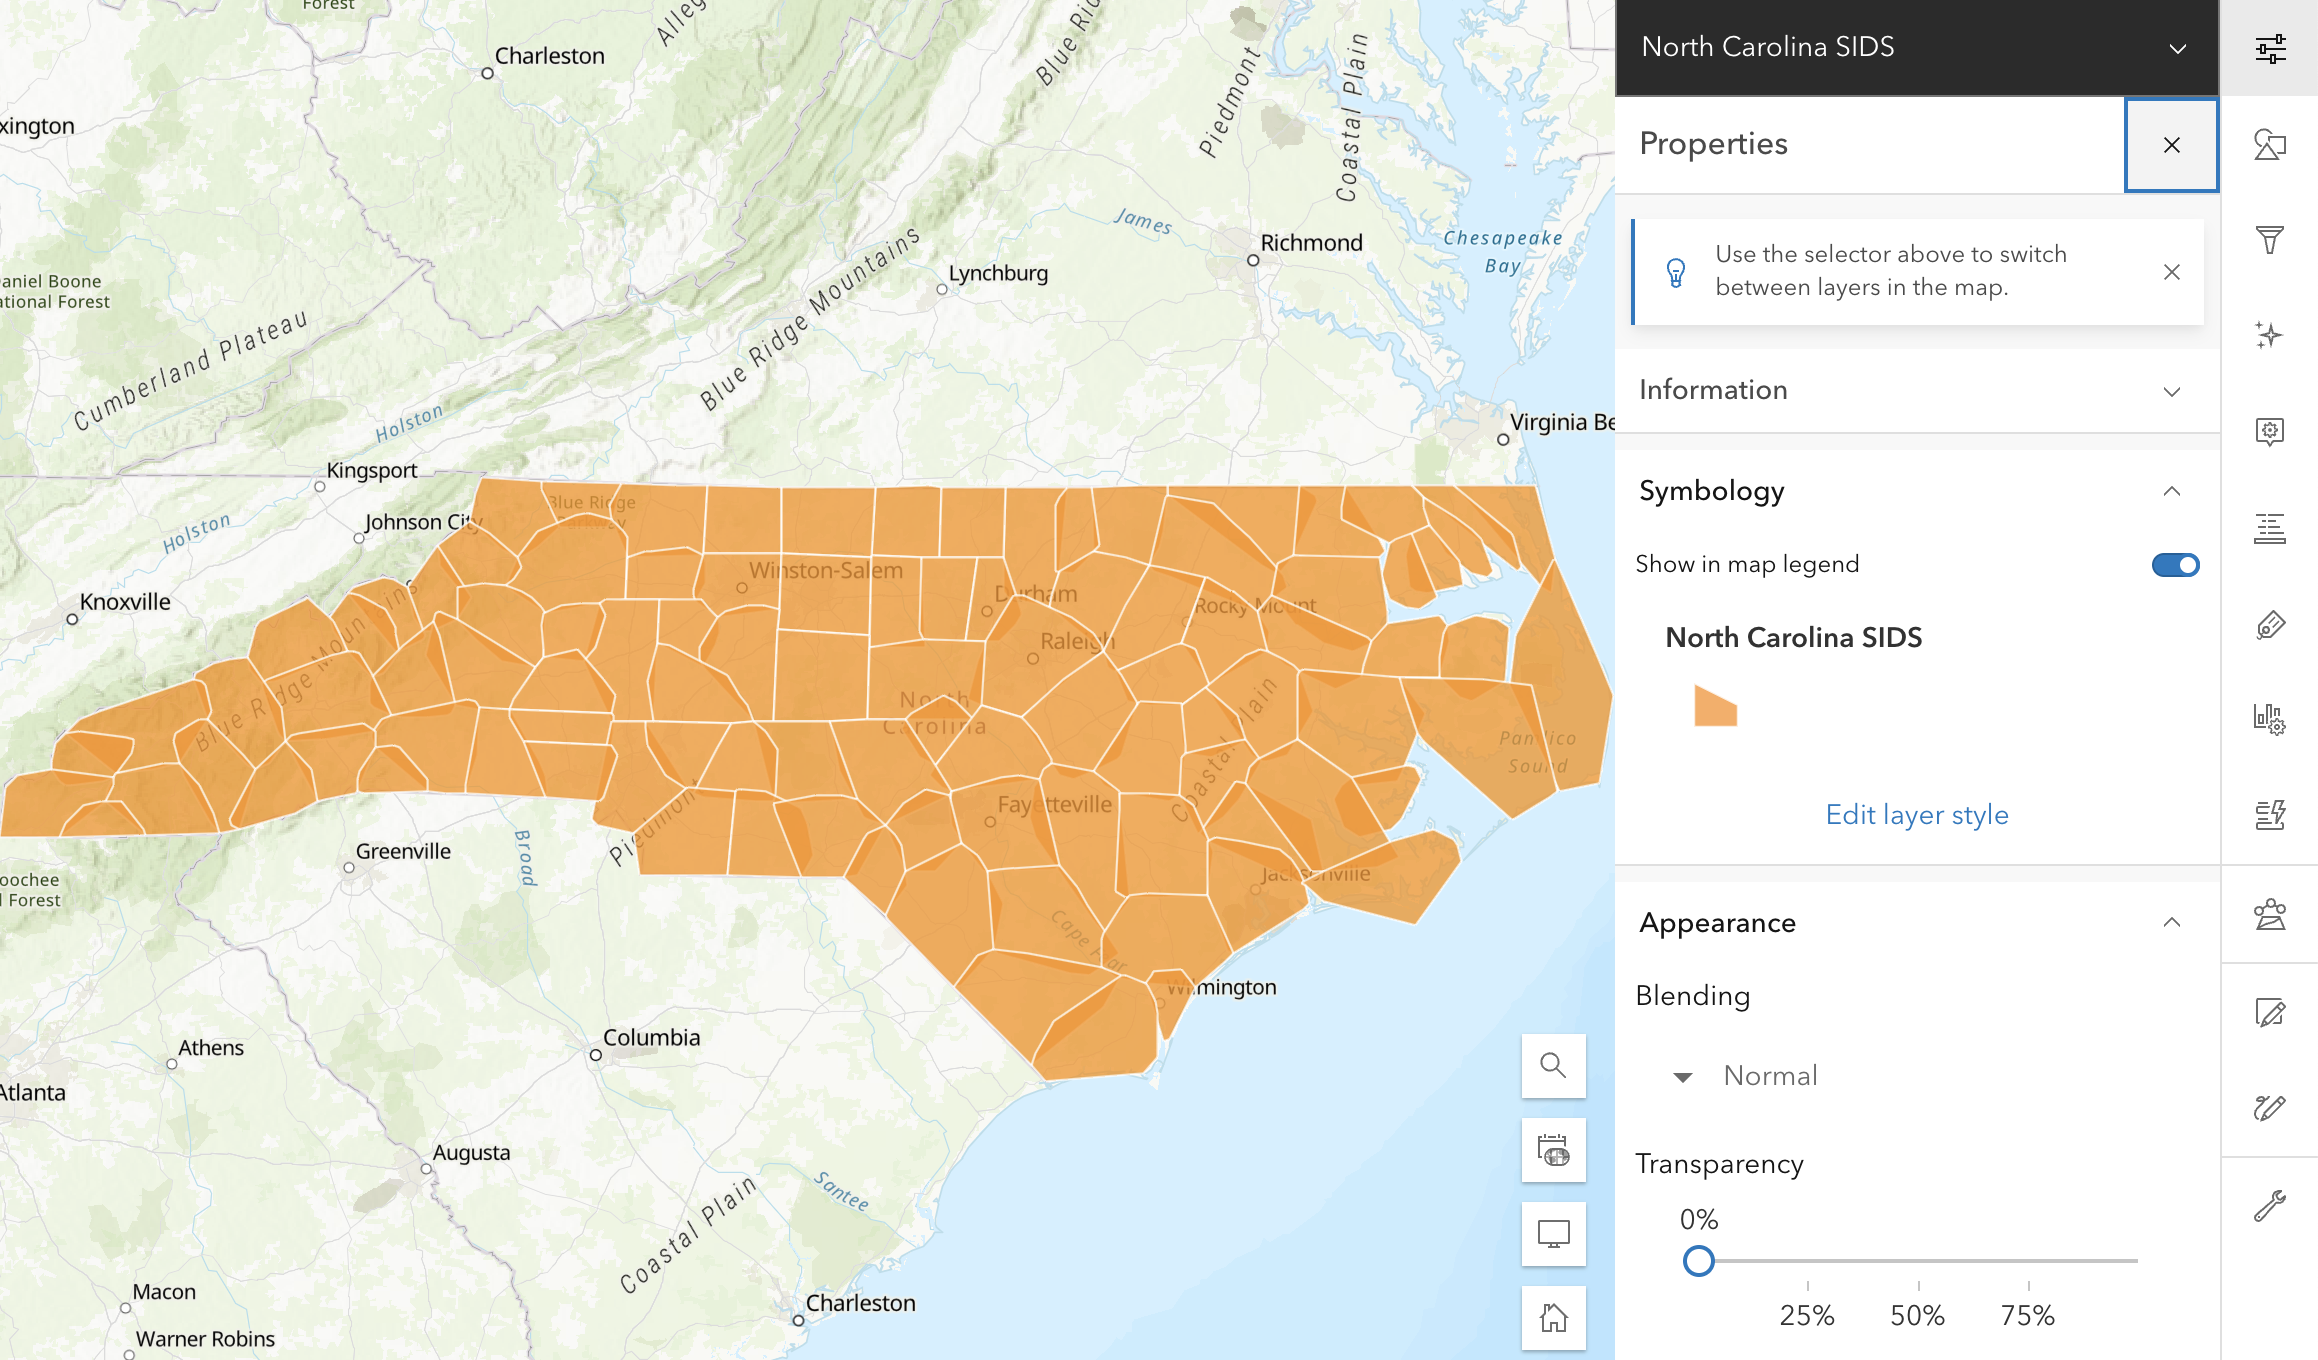 Forest
Charleston
Alleg
Blue Ric
Piedmont
Coastal Plain
xington
James
Richmond
Chesapeake
Bay
Lynchburg
Blue Ridge Mountains
aniel Boone
ational Forest
Cumberland Plateau
Holston
Virginia Be
Kingsport
Johnson City
Holston
Blue Ridge
Parkway
Winston-Salem
Durham
Rocky Mount
Knoxville
Raleigh
Blue Ridge Mountains
North
Carolina
Coastal Plain
Pamlico
Sound
Piedmont
Fayetteville
Greenville
Broad
Jacksonville
oochee
l Forest
Cape Fear
Wilmington
Columbia
Athens
Atlanta
Augusta
Santee
Coastal Plain
Macon
Charleston
Warner Robins
North Carolina SIDS
Properties
Use the selector above to switch
between layers in the map.
Information
Symbology
Show in map legend
North Carolina SIDS
Edit layer style
Appearance
Blending
Normal
Transparency
0%
25% 50% 75%